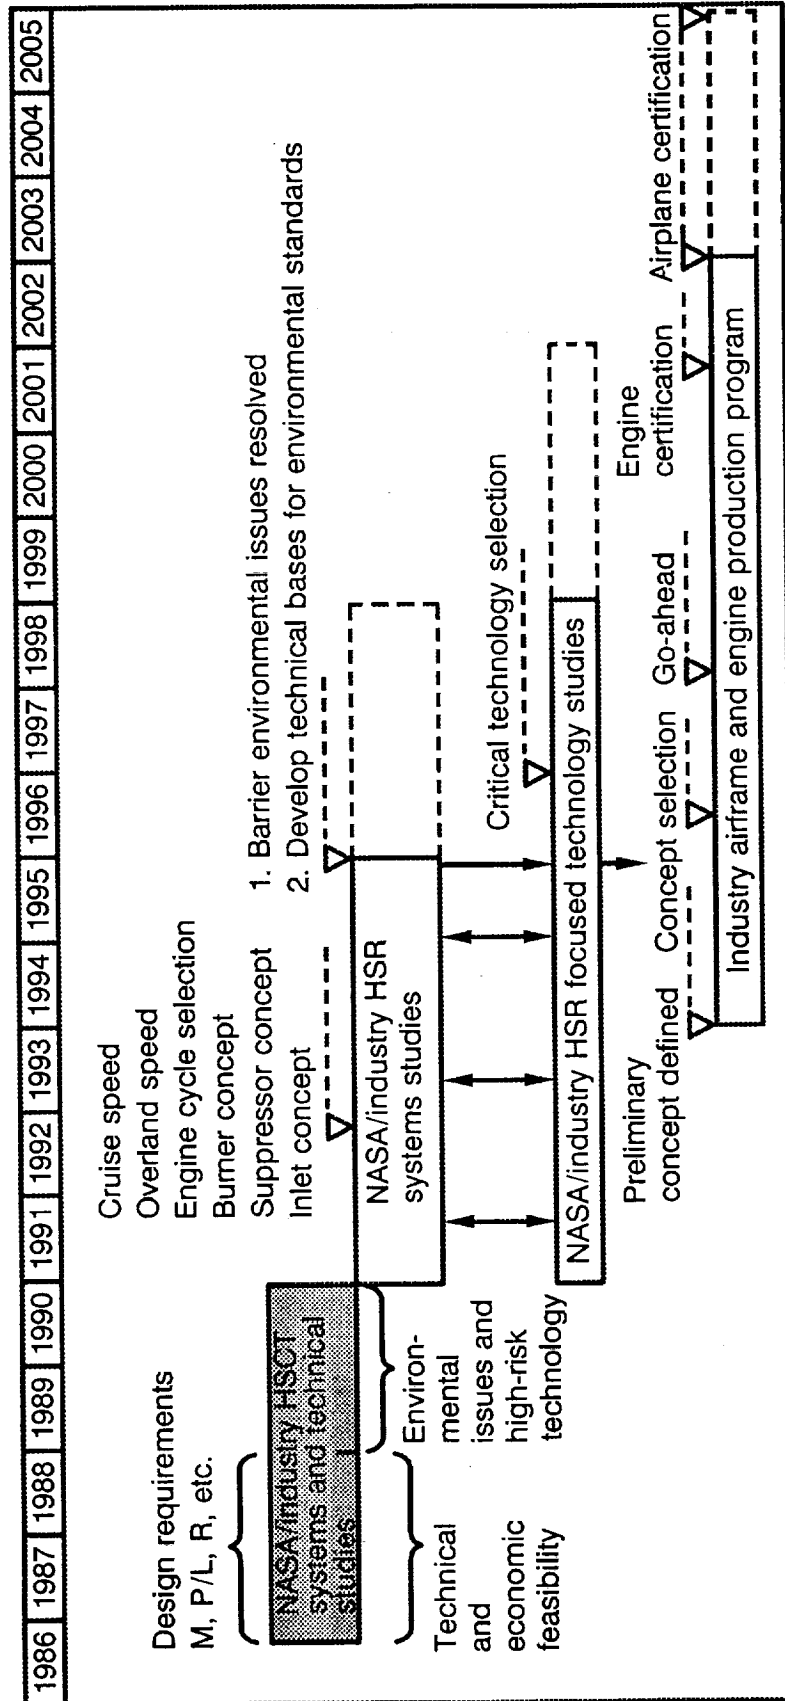 1986 1987 1988 1989 1990 1991 1992 1993 1994 1995 1996 1997 1998 1999 2000 2001 2002 2003 2004 2005
Design requirements
M, P/L, R, etc.
NASA/industry HSCT
systems and technical
studies
Technical
and
economic
feasibility
Environ-
mental
issues and
high-risk
technology
Cruise speed
Overland speed
Engine cycle selection
Burner concept
Suppressor concept
Inlet concept
1. Barrier environmental issues resolved
2. Develop technical bases for environmental standards
NASA/industry HSR
systems studies
Critical technology selection
NASA/industry HSR focused technology studies
Preliminary
concept defined
Concept selection
Go-ahead
Engine
certification
Airplane certification
Industry airframe and engine production program